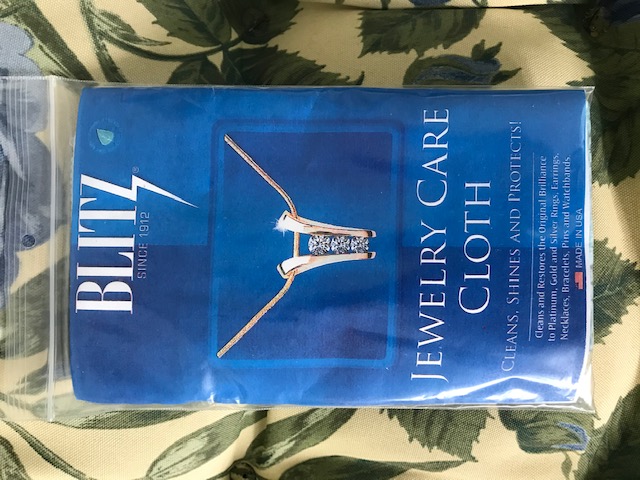 BLITZ®
SINCE 1912
JEWELRY CARE
CLOTH
CLEANS, SHINES AND PROTECTS!
Cleans and Restores the Original Brilliance
to Platinum, Gold and Silver Rings, Earrings,
Necklaces, Bracelets, Pins and Watchbands
MADE IN USA